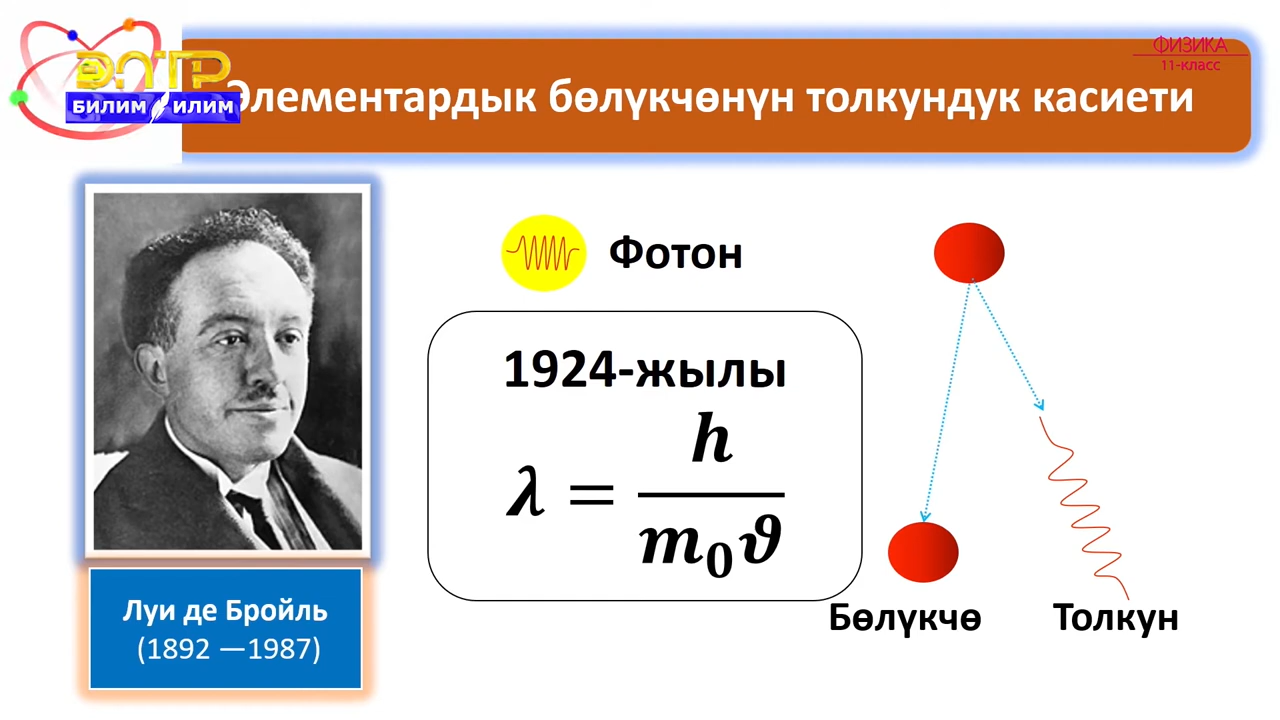 ЭЛТР
БИЛИМ ИЛИМ
ФИЗИКА
11-класс
Элементардык бөлүкчөнүн толкундук касиети
Фотон
1924-жылы
λ = h / m₀ϑ
Луи де Бройль
(1892 —1987)
Бөлүкчө
Толкун